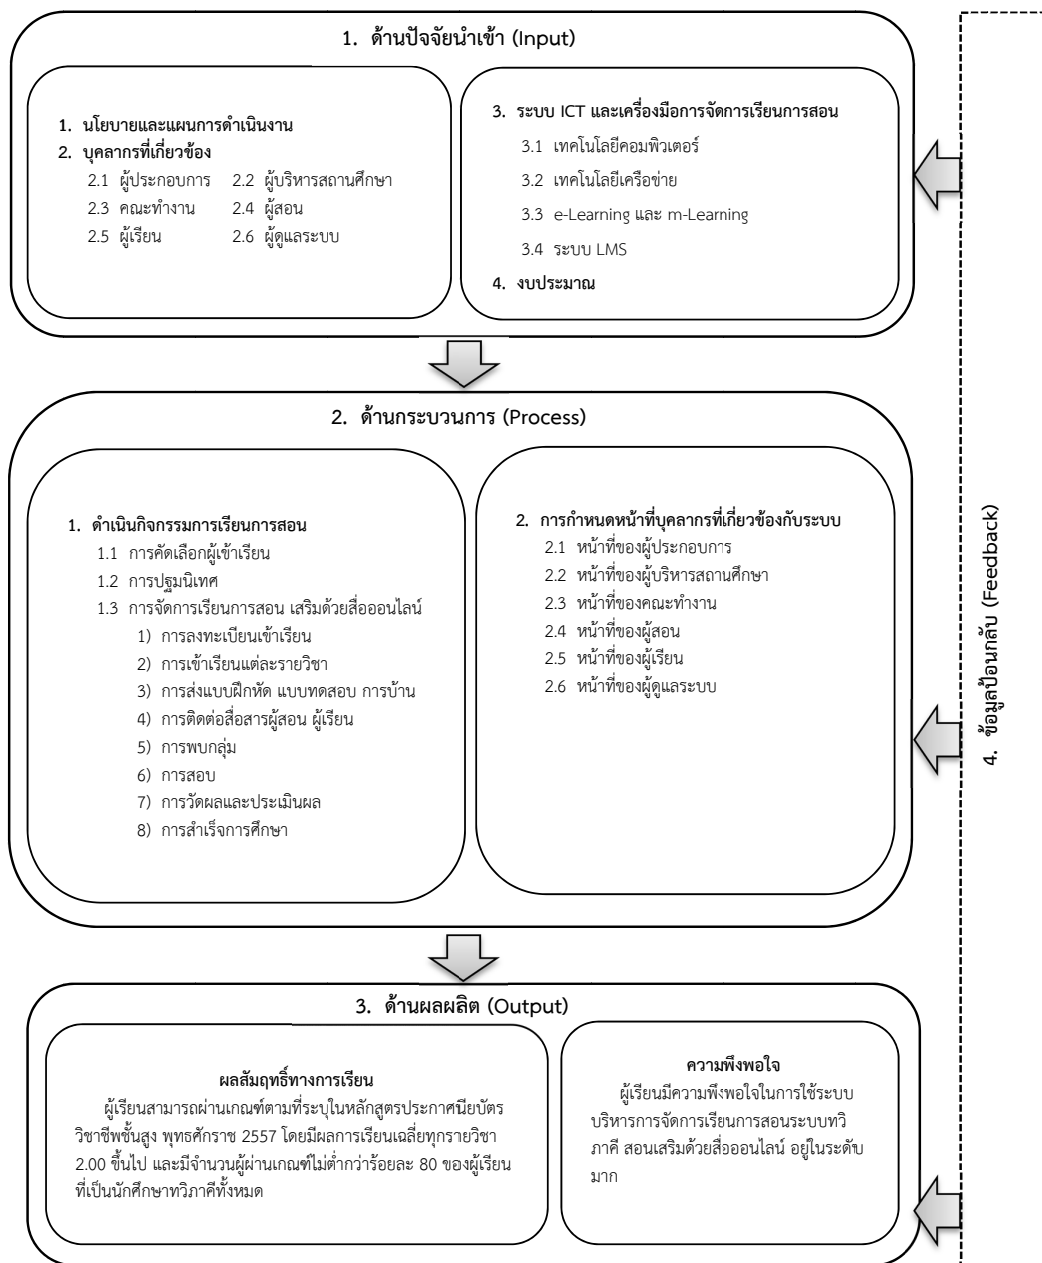 1. ด้านปัจจัยนำเข้า (Input)
1. นโยบายและแผนการดำเนินงาน
2. บุคลากรที่เกี่ยวข้อง
2.1 ผู้ประกอบการ 2.2 ผู้บริหารสถานศึกษา
2.3 คณะทำงาน 2.4 ผู้สอน
2.5 ผู้เรียน 2.6 ผู้ดูแลระบบ
3. ระบบ ICT และเครื่องมือการจัดการเรียนการสอน
3.1 เทคโนโลยีคอมพิวเตอร์
3.2 เทคโนโลยีเครือข่าย
3.3 e-Learning และ m-Learning
3.4 ระบบ LMS
4. งบประมาณ
2. ด้านกระบวนการ (Process)
1. ดำเนินกิจกรรมการเรียนการสอน
1.1 การคัดเลือกผู้เข้าเรียน
1.2 การปฐมนิเทศ
1.3 การจัดการเรียนการสอน เสริมด้วยสื่อออนไลน์
1) การลงทะเบียนเข้าเรียน
2) การเข้าเรียนแต่ละรายวิชา
3) การส่งแบบฝึกหัด แบบทดสอบ การบ้าน
4) การติดต่อสื่อสารผู้สอน ผู้เรียน
5) การพบกลุ่ม
6) การสอบ
7) การวัดผลและประเมินผล
8) การสำเร็จการศึกษา
2. การกำหนดหน้าที่บุคลากรที่เกี่ยวข้องกับระบบ
2.1 หน้าที่ของผู้ประกอบการ
2.2 หน้าที่ของผู้บริหารสถานศึกษา
2.3 หน้าที่ของคณะทำงาน
2.4 หน้าที่ของผู้สอน
2.5 หน้าที่ของผู้เรียน
2.6 หน้าที่ของผู้ดูแลระบบ
3. ด้านผลผลิต (Output)
ผลสัมฤทธิ์ทางการเรียน
ผู้เรียนสามารถผ่านเกณฑ์ตามที่ระบุในหลักสูตรประกาศนียบัตร
วิชาชีพชั้นสูง พุทธศักราช 2557 โดยมีผลการเรียนเฉลี่ยทุกรายวิชา
2.00 ขึ้นไป และมีจำนวนผู้ผ่านเกณฑ์ไม่ต่ำกว่าร้อยละ 80 ของผู้เรียน
ที่เป็นนักศึกษาทวิภาคีทั้งหมด
ความพึงพอใจ
ผู้เรียนมีความพึงพอใจในการใช้ระบบ
บริหารการจัดการเรียนการสอนระบบทวิ
ภาคี สอนเสริมด้วยสื่อออนไลน์ อยู่ในระดับ
มาก
4. ข้อมูลป้อนกลับ (Feedback)